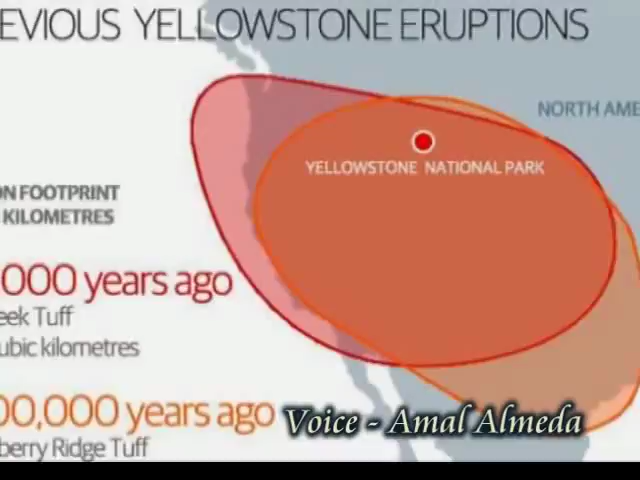 EVIOUS YELLOWSTONE ERUPTIONS
NORTH AME
YELLOWSTONE NATIONAL PARK
ON FOOTPRINT
KILOMETRES
,000 years ago
eek Tuff
ubic kilometres
00,000 years ago
berry Ridge Tuff
Voice - Amal Almeda